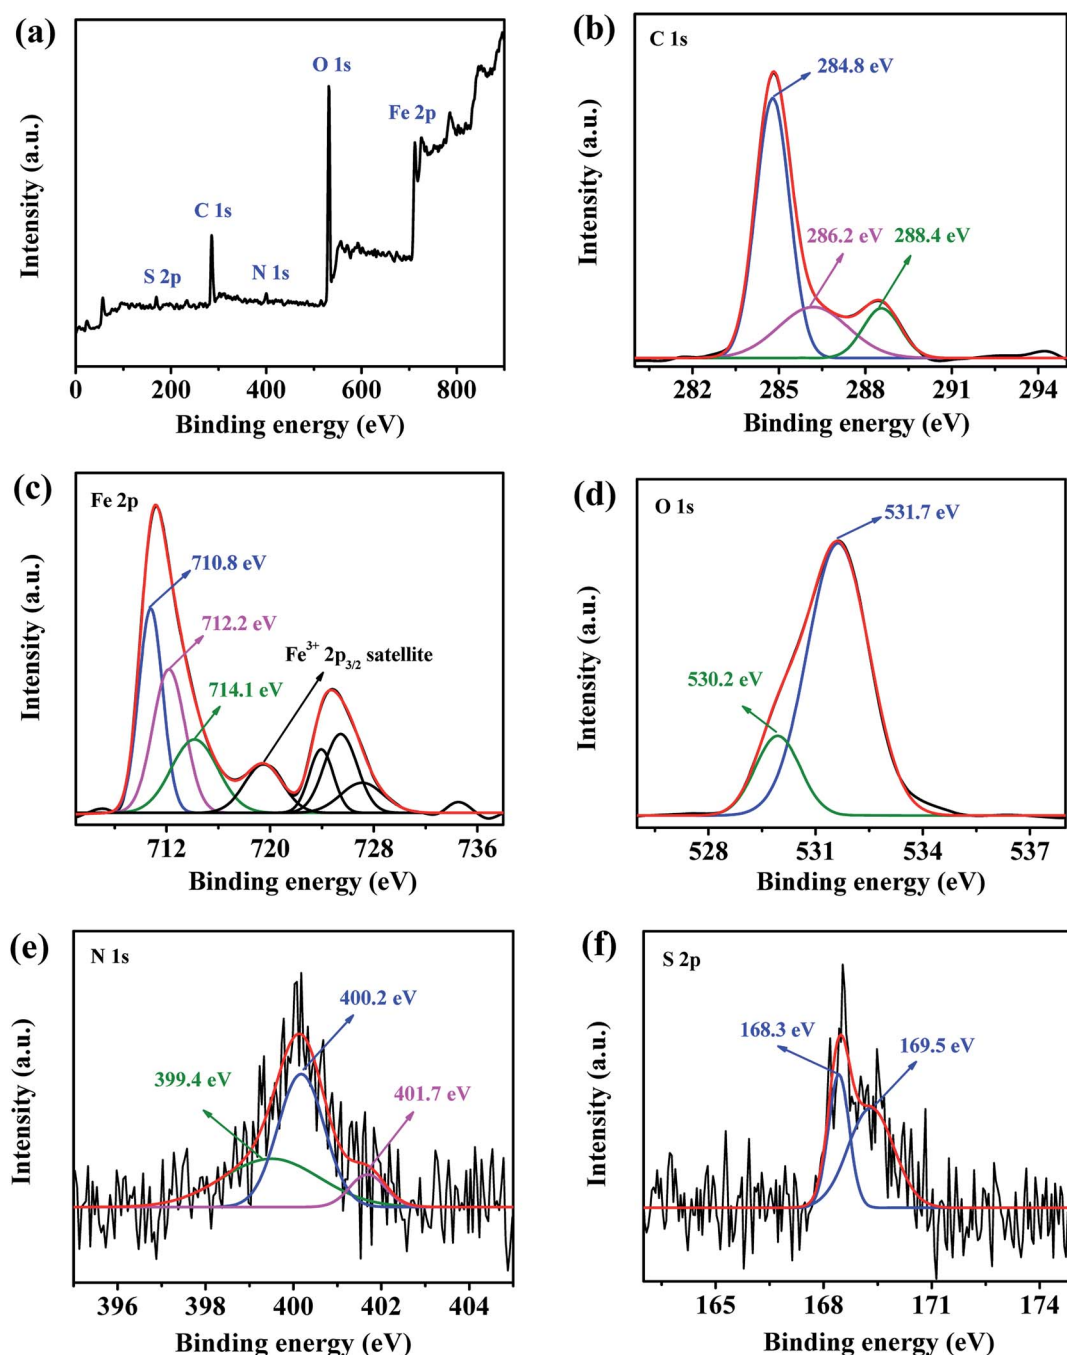 (a)
O 1s
Fe 2p
C 1s
S 2p
N 1s
Intensity (a.u.)
0 200 400 600 800
Binding energy (eV)
(b)
C 1s
284.8 eV
286.2 eV
288.4 eV
Intensity (a.u.)
282 285 288 291 294
Binding energy (eV)
(c)
Fe 2p
710.8 eV
712.2 eV
Fe3+ 2p3/2 satellite
714.1 eV
Intensity (a.u.)
712 720 728 736
Binding energy (eV)
(d)
O 1s
531.7 eV
530.2 eV
Intensity (a.u.)
528 531 534 537
Binding energy (eV)
(e)
N 1s
400.2 eV
399.4 eV
401.7 eV
Intensity (a.u.)
396 398 400 402 404
Binding energy (eV)
(f)
S 2p
168.3 eV
169.5 eV
Intensity (a.u.)
165 168 171 174
Binding energy (eV)